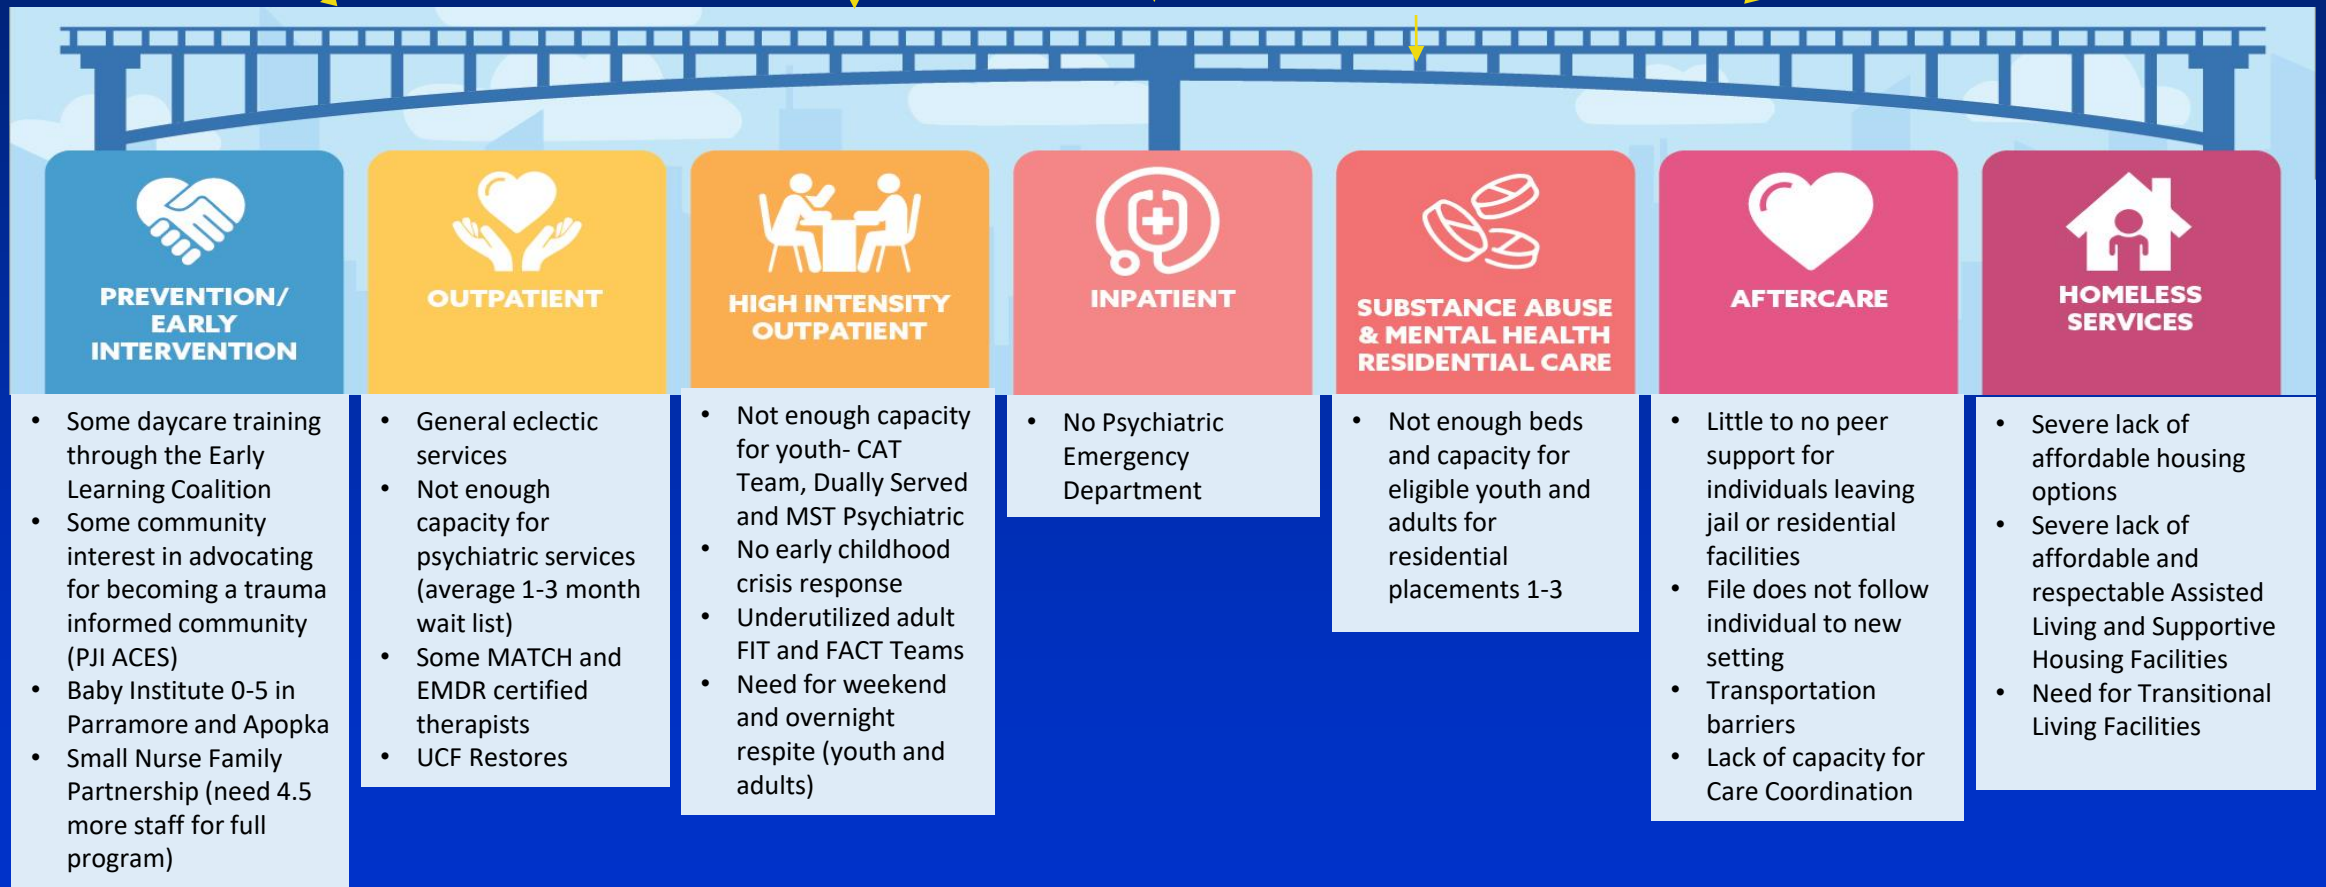 PREVENTION/
EARLY
INTERVENTION
• Some daycare training
through the Early
Learning Coalition
• Some community
interest in advocating
for becoming a trauma
informed community
(PJI ACES)
• Baby Institute 0-5 in
Parramore and Apopka
• Small Nurse Family
Partnership (need 4.5
more staff for full
program)
OUTPATIENT
• General eclectic
services
• Not enough
capacity for
psychiatric services
(average 1-3 month
wait list)
• Some MATCH and
EMDR certified
therapists
• UCF Restores
HIGH INTENSITY
OUTPATIENT
• Not enough capacity
for youth- CAT
Team, Dually Served
and MST Psychiatric
• No early childhood
crisis response
• Underutilized adult
FIT and FACT Teams
• Need for weekend
and overnight
respite (youth and
adults)
INPATIENT
• No Psychiatric
Emergency
Department
SUBSTANCE ABUSE
& MENTAL HEALTH
RESIDENTIAL CARE
• Not enough beds
and capacity for
eligible youth and
adults for
residential
placements 1-3
AFTERCARE
• Little to no peer
support for
individuals leaving
jail or residential
facilities
• File does not follow
individual to new
setting
• Transportation
barriers
• Lack of capacity for
Care Coordination
HOMELESS
SERVICES
• Severe lack of
affordable housing
options
• Severe lack of
affordable and
respectable Assisted
Living and Supportive
Housing Facilities
• Need for Transitional
Living Facilities